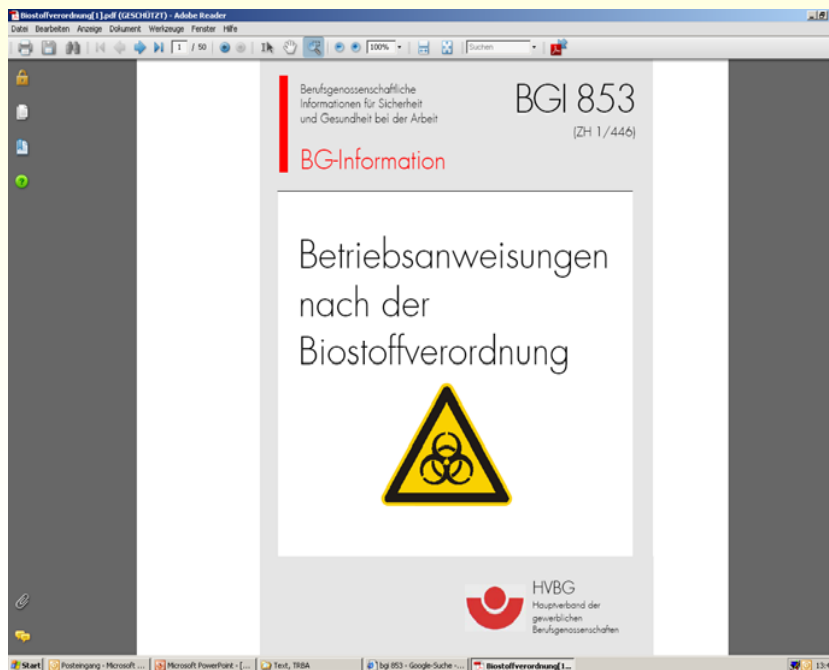 Biostoffverordnung[1].pdf (GESCHÜTZT) - Adobe Reader
Datei Bearbeiten Anzeige Dokument Werkzeuge Fenster Hilfe
1 / 50 100% Suchen
Berufsgenossenschaftliche
Informationen für Sicherheit
und Gesundheit bei der Arbeit
BG-Information
BGI 853
(ZH 1/446)
Betriebsanweisungen
nach der
Biostoffverordnung
HVBG
Hauptverband der
gewerblichen
Berufsgenossenschaften
Start Posteingang - Microsoft ... Microsoft PowerPoint - [... Text, TRBA bgi 853 - Google-Suche -... Biostoffverordnung[1...